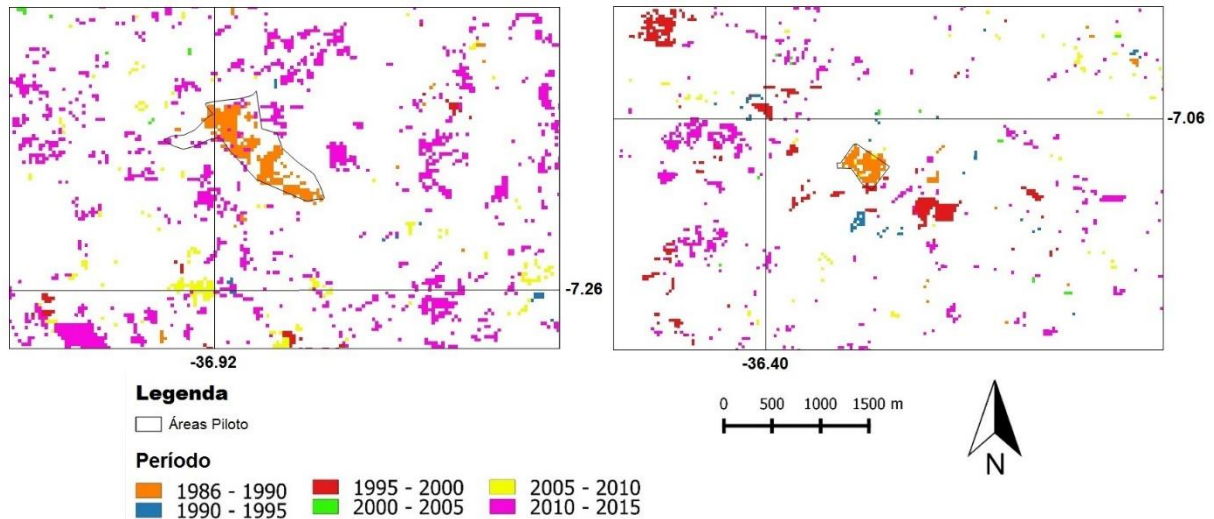 -7.06
-7.26
-36.92
-36.40
Legenda
Áreas Piloto
0 500 1000 1500 m
Período
1986 - 1990
1995 - 2000
2005 - 2010
1990 - 1995
2000 - 2005
2010 - 2015
N